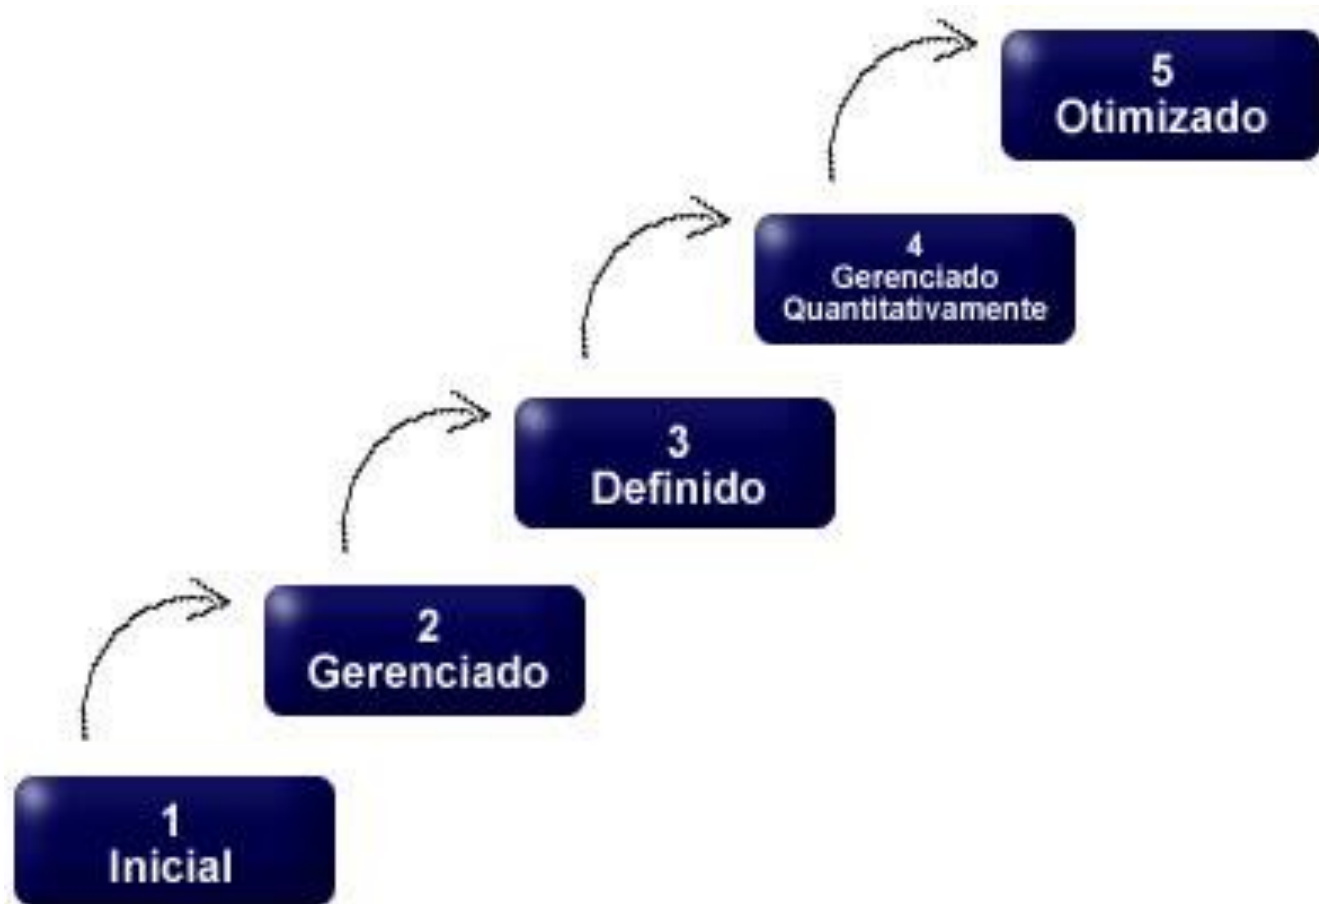 5
Otimizado
4
Gerenciado
Quantitativamente
3
Definido
2
Gerenciado
1
Inicial